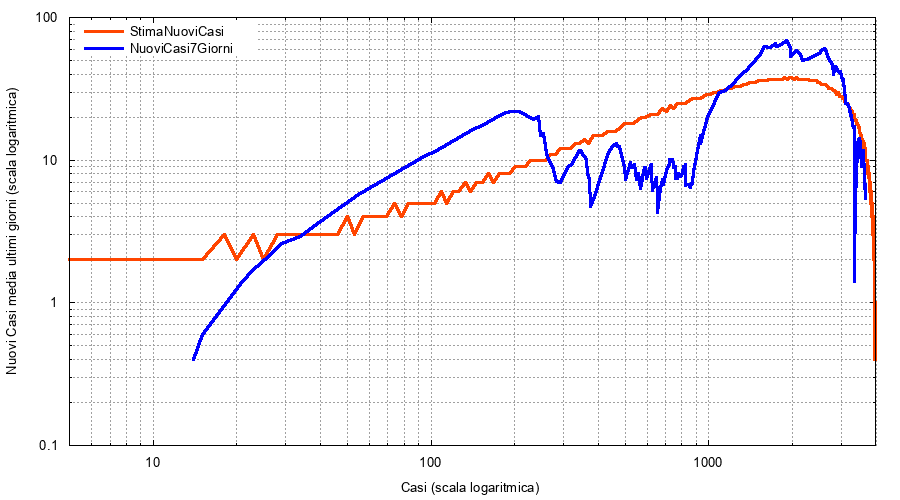 100
StimaNuoviCasi
NuoviCasi7Giorni
10
1
0.1
10 100 1000
Nuovi Casi media ultimi giorni (scala logaritmica)
Casi (scala logaritmica)